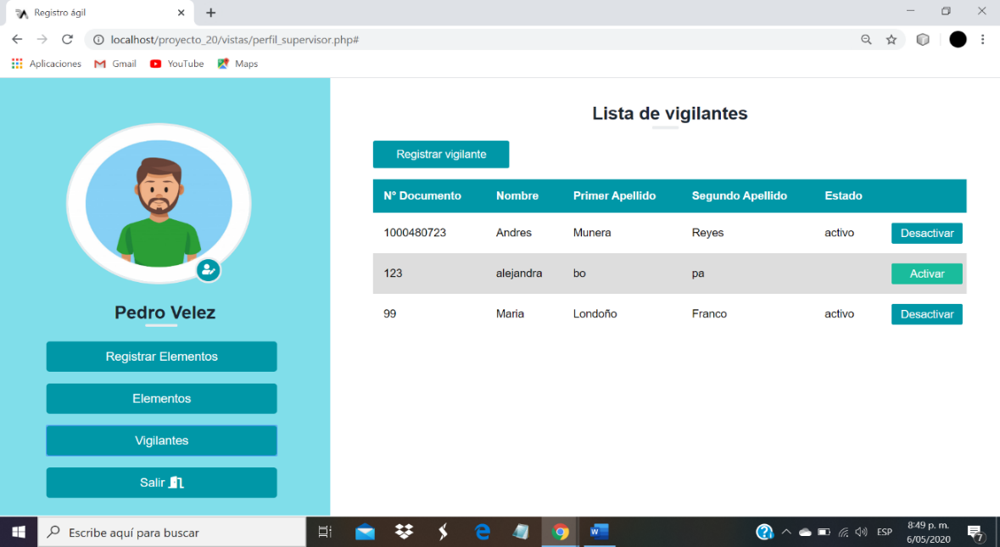 Registro ágil
localhost/proyecto_20/vistas/perfil_supervisor.php#
Aplicaciones Gmail YouTube Maps
Pedro Velez
Registrar Elementos
Elementos
Vigilantes
Salir
Lista de vigilantes
Registrar vigilante
N° Documento Nombre Primer Apellido Segundo Apellido Estado
1000480723 Andres Munera Reyes activo Desactivar
123 alejandra bo pa Activar
99 Maria Londoño Franco activo Desactivar
Escribe aquí para buscar
ESP
8:49 p. m.
6/05/2020
7